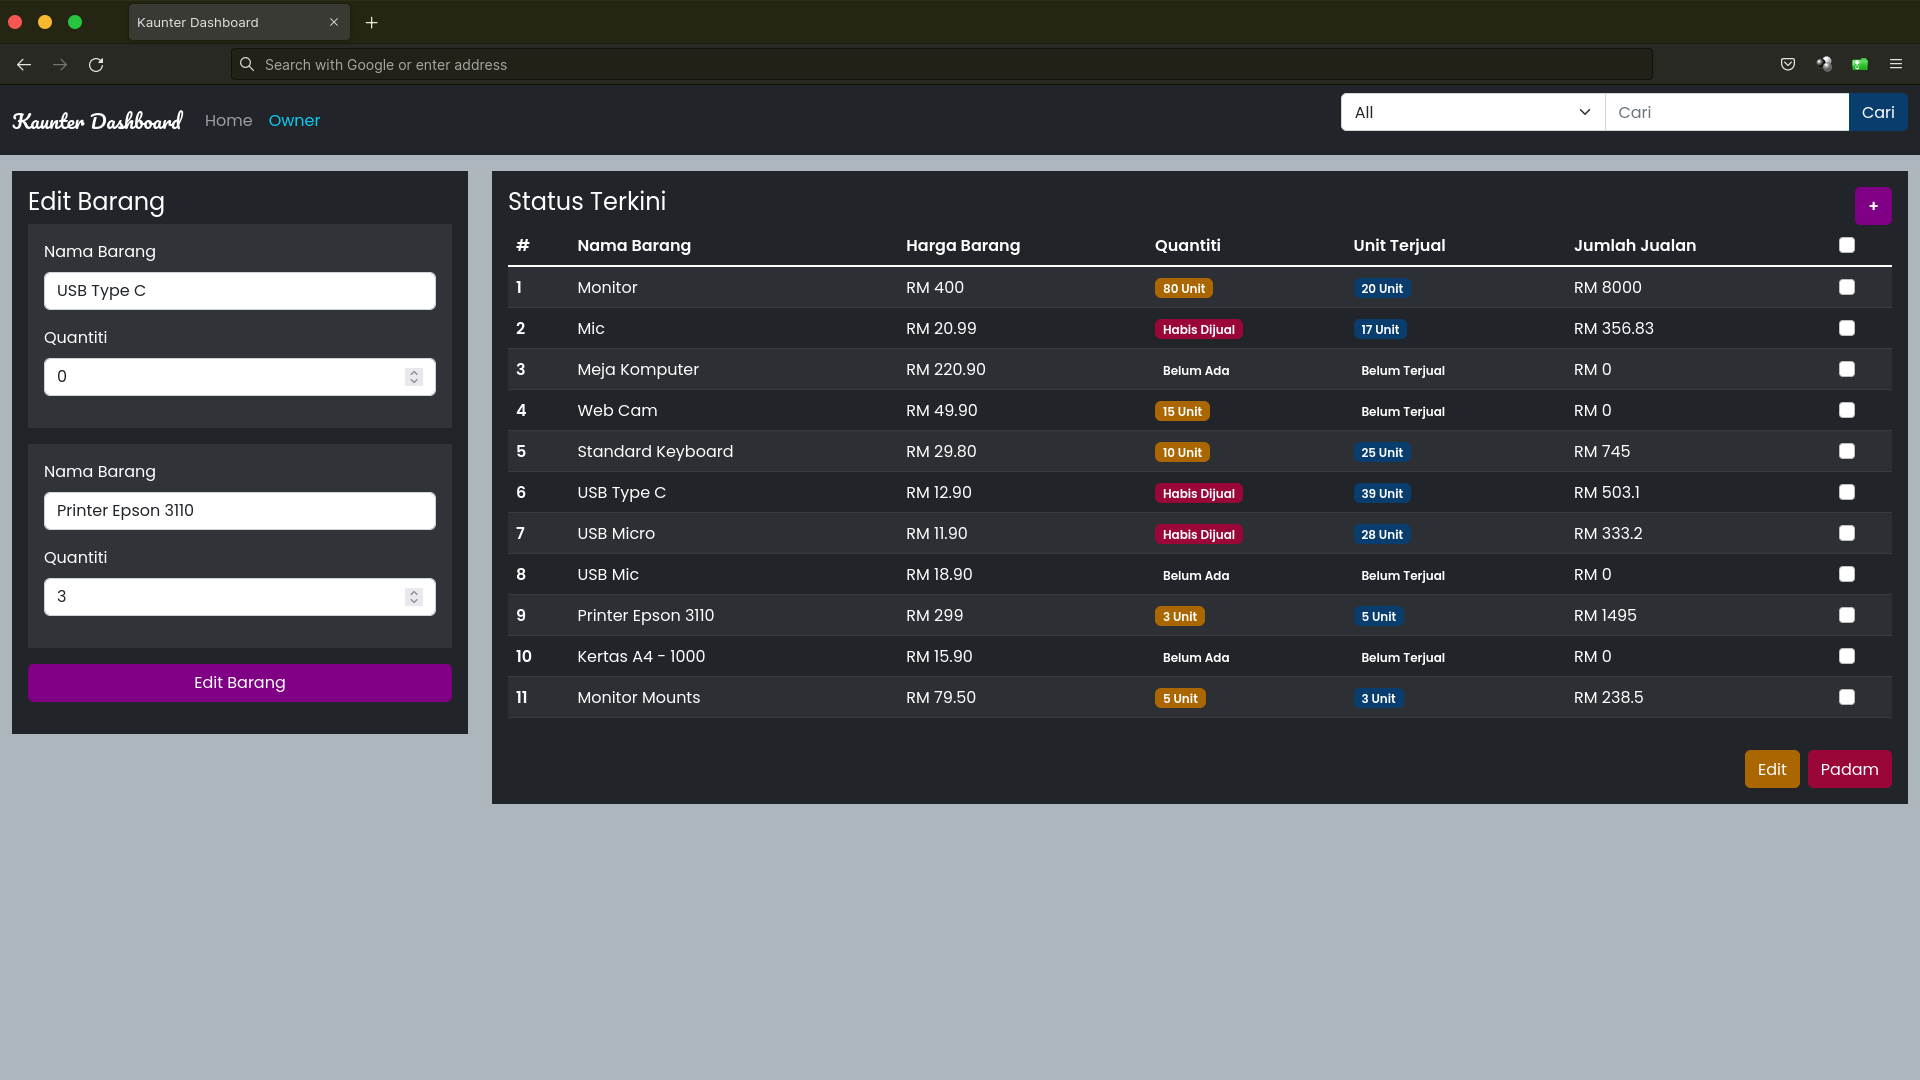 Kaunter Dashboard
Search with Google or enter address
Kaunter Dashboard Home Owner All Cari Cari
Edit Barang
Nama Barang
USB Type C
Quantiti
0
Nama Barang
Printer Epson 3110
Quantiti
3
Edit Barang
Status Terkini +
# Nama Barang Harga Barang Quantiti Unit Terjual Jumlah Jualan
1 Monitor RM 400 80 Unit 20 Unit RM 8000
2 Mic RM 20.99 Habis Dijual 17 Unit RM 356.83
3 Meja Komputer RM 220.90 Belum Ada Belum Terjual RM 0
4 Web Cam RM 49.90 15 Unit Belum Terjual RM 0
5 Standard Keyboard RM 29.80 10 Unit 25 Unit RM 745
6 USB Type C RM 12.90 Habis Dijual 39 Unit RM 503.1
7 USB Micro RM 11.90 Habis Dijual 28 Unit RM 333.2
8 USB Mic RM 18.90 Belum Ada Belum Terjual RM 0
9 Printer Epson 3110 RM 299 3 Unit 5 Unit RM 1495
10 Kertas A4 - 1000 RM 15.90 Belum Ada Belum Terjual RM 0
11 Monitor Mounts RM 79.50 5 Unit 3 Unit RM 238.5
Edit Padam